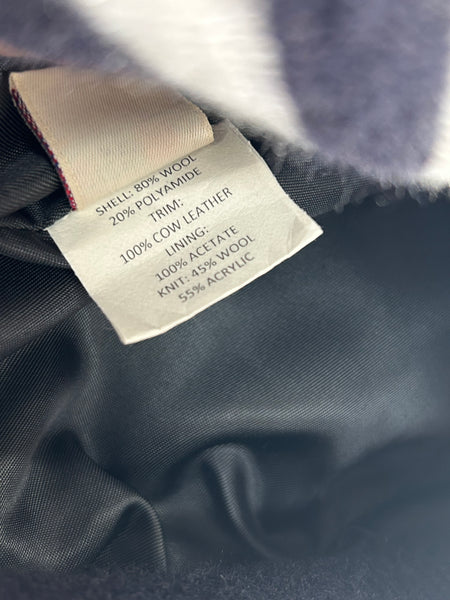 SHELL: 80% WOOL
20% POLYAMIDE
TRIM:
100% COW LEATHER
LINING:
100% ACETATE
KNIT: 45% WOOL
55% ACRYLIC